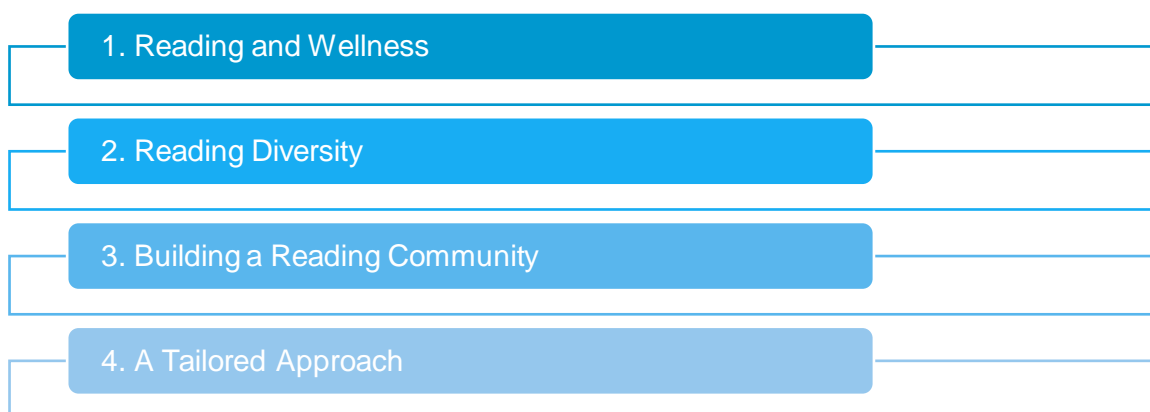 1. Reading and Wellness
2. Reading Diversity
3. Building a Reading Community
4. A Tailored Approach